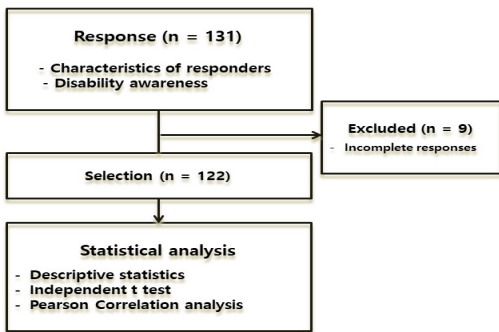 Response (n = 131)
- Characteristics of responders
- Disability awareness
Excluded (n = 9)
- Incomplete responses
Selection (n = 122)
Statistical analysis
- Descriptive statistics
- Independent t test
- Pearson Correlation analysis